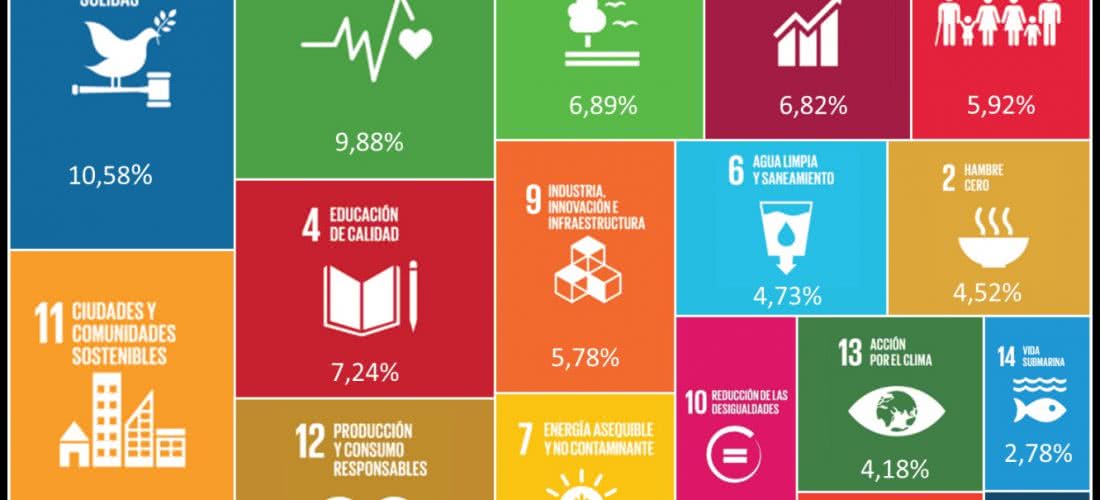 10,58%
9,88%
6,89%
6,82%
5,92%
4 EDUCACIÓN
DE CALIDAD
7,24%
9 INDUSTRIA,
INNOVACIÓN E
INFRAESTRUCTURA
5,78%
6 AGUA LIMPIA
Y SANEAMIENTO
4,73%
2 HAMBRE
CERO
4,52%
11 CIUDADES Y
COMUNIDADES
SOSTENIBLES
12 PRODUCCIÓN
Y CONSUMO
RESPONSABLES
7 ENERGÍA ASEQUIBLE
Y NO CONTAMINANTE
10 REDUCCIÓN DE LAS
DESIGUALDADES
13 ACCIÓN
POR EL CLIMA
4,18%
14 VIDA
SUBMARINA
2,78%